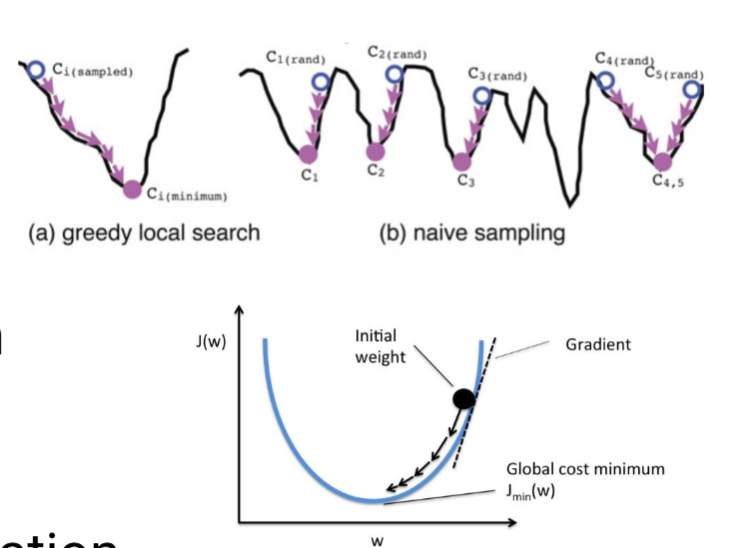 Ci(sampled)
Ci(minimum)
(a) greedy local search
C1(rand)
C2(rand)
C3(rand)
C4(rand)
C5(rand)
C1
C2
C3
C4,5
(b) naive sampling
J(w)
Initial
weight
Gradient
Global cost minimum
Jmin(w)
w